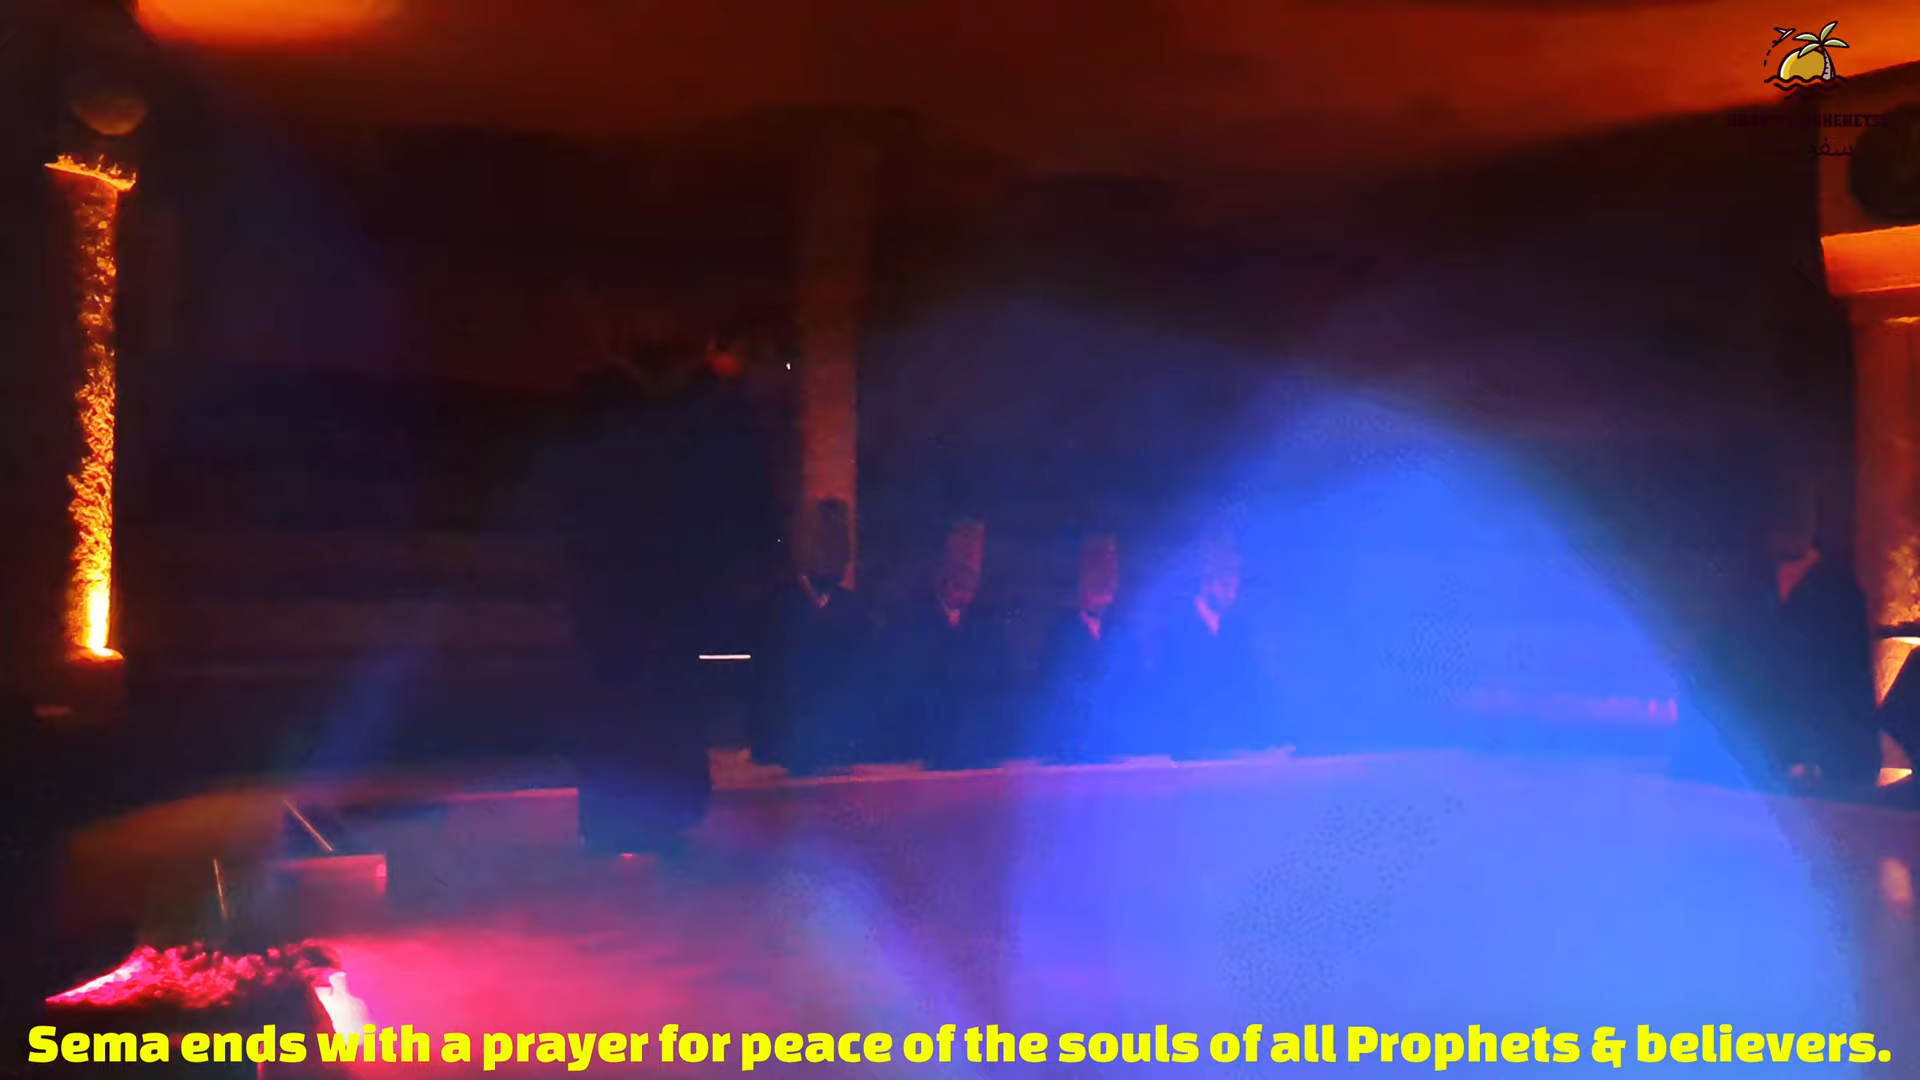 Sema ends with a prayer for peace of the souls of all Prophets & believers.